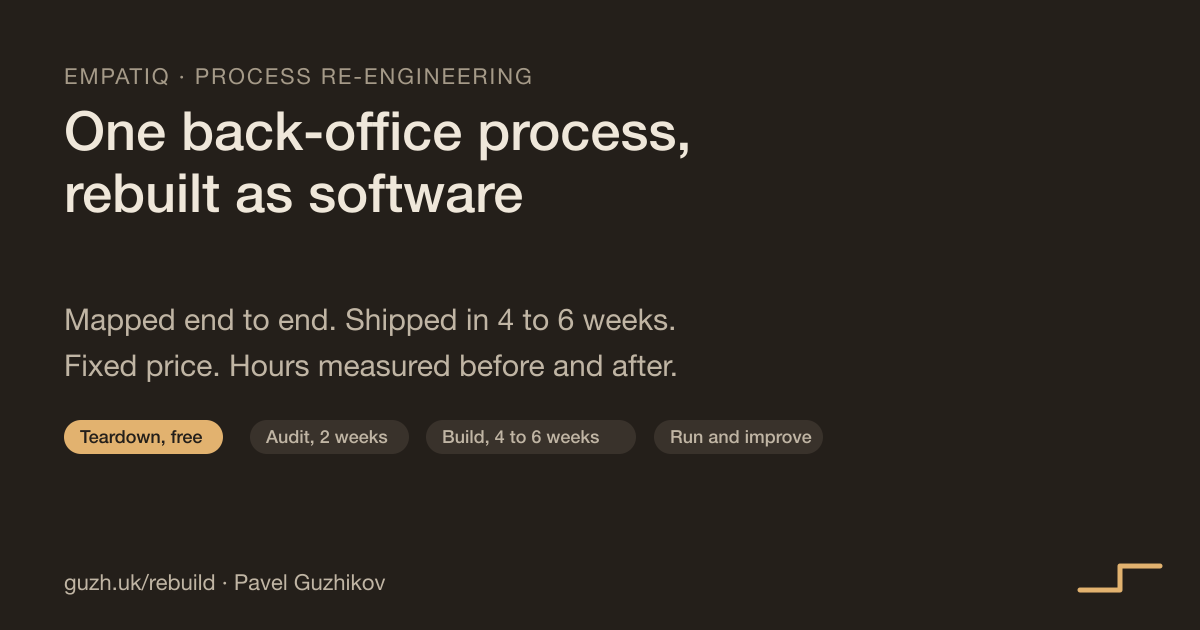 EMPATIQ · PROCESS RE-ENGINEERING
One back-office process,
rebuilt as software
Mapped end to end. Shipped in 4 to 6 weeks.
Fixed price. Hours measured before and after.
Teardown, free
Audit, 2 weeks
Build, 4 to 6 weeks
Run and improve
guzh.uk/rebuild · Pavel Guzhikov